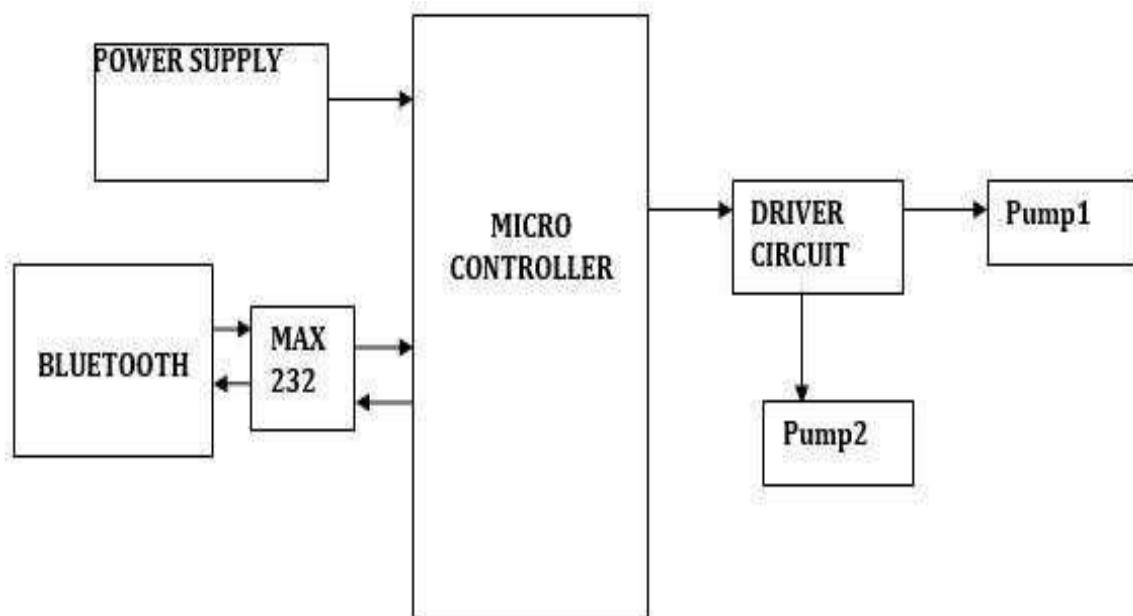 POWER SUPPLY
MICRO
CONTROLLER
DRIVER
CIRCUIT
Pump1
BLUETOOTH
MAX
232
Pump2